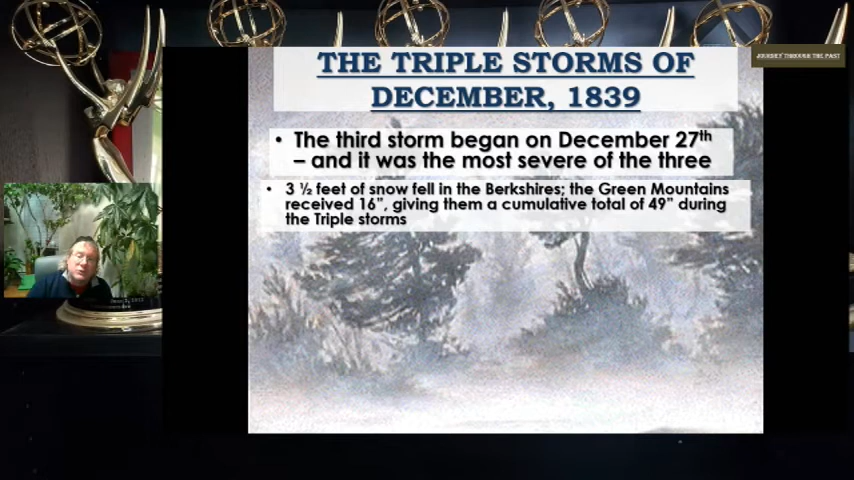 THE TRIPLE STORMS OF
DECEMBER, 1839
JOURNEY THROUGH THE PAST
• The third storm began on December 27th
– and it was the most severe of the three
• 3 ½ feet of snow fell in the Berkshires; the Green Mountains
received 16”, giving them a cumulative total of 49” during
the Triple storms